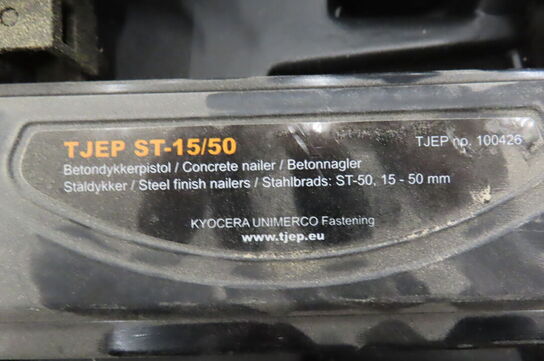 TJEP ST-15/50
TJEP np. 100426
Betondykkerpistol / Concrete nailer / Betonnagler
Staldykker / Steel finish nailers / Stahlbrads: ST-50, 15 - 50 mm
KYOCERA UNIMERCO Fastening
www.tjep.eu